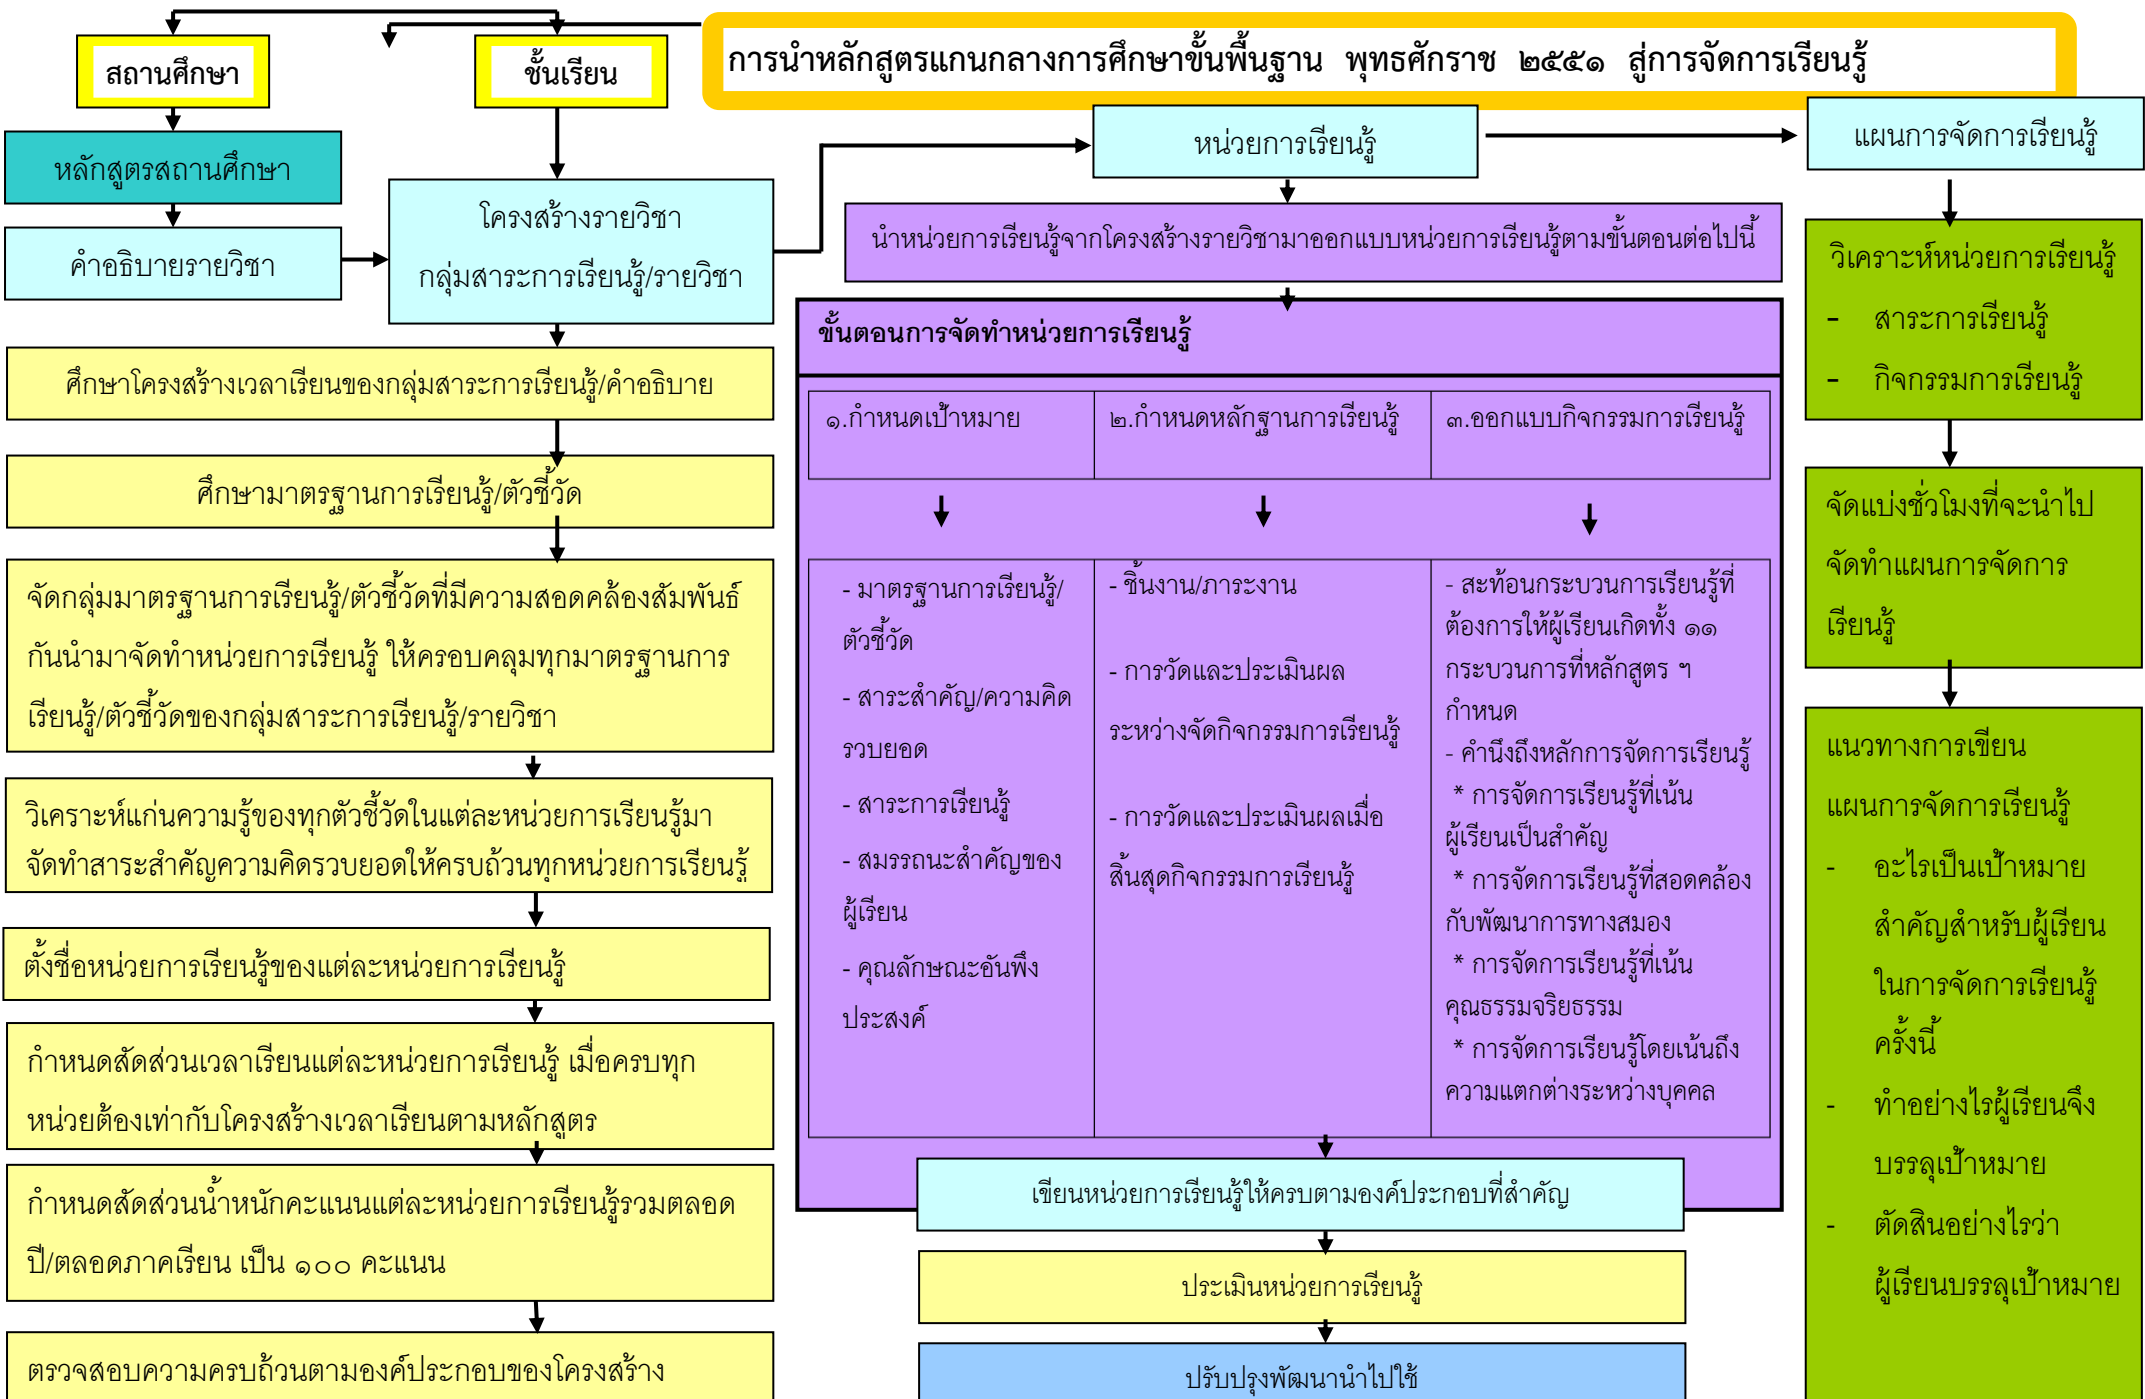 การนำหลักสูตรแกนกลางการศึกษาขั้นพื้นฐาน พุทธศักราช ๒๕๕๑ สู่การจัดการเรียนรู้
สถานศึกษา
ชั้นเรียน
หลักสูตรสถานศึกษา
คำอธิบายรายวิชา
โครงสร้างรายวิชา
กลุ่มสาระการเรียนรู้/รายวิชา
ศึกษาโครงสร้างเวลาเรียนของกลุ่มสาระการเรียนรู้/คำอธิบาย
ศึกษามาตรฐานการเรียนรู้/ตัวชี้วัด
จัดกลุ่มมาตรฐานการเรียนรู้/ตัวชี้วัดที่มีความสอดคล้องสัมพันธ์
กันนำมาจัดทำหน่วยการเรียนรู้ ให้ครอบคลุมทุกมาตรฐานการ
เรียนรู้/ตัวชี้วัดของกลุ่มสาระการเรียนรู้/รายวิชา
วิเคราะห์แก่นความรู้ของทุกตัวชี้วัดในแต่ละหน่วยการเรียนรู้มา
จัดทำสาระสำคัญความคิดรวบยอดให้ครบถ้วนทุกหน่วยการเรียนรู้
ตั้งชื่อหน่วยการเรียนรู้ของแต่ละหน่วยการเรียนรู้
กำหนดสัดส่วนเวลาเรียนแต่ละหน่วยการเรียนรู้ เมื่อครบทุก
หน่วยต้องเท่ากับโครงสร้างเวลาเรียนตามหลักสูตร
กำหนดสัดส่วนน้ำหนักคะแนนแต่ละหน่วยการเรียนรู้รวมตลอด
ปี/ตลอดภาคเรียน เป็น ๑๐๐ คะแนน
ตรวจสอบความครบถ้วนตามองค์ประกอบของโครงสร้าง
หน่วยการเรียนรู้
นำหน่วยการเรียนรู้จากโครงสร้างรายวิชามาออกแบบหน่วยการเรียนรู้ตามขั้นตอนต่อไปนี้
ขั้นตอนการจัดทำหน่วยการเรียนรู้
๑.กำหนดเป้าหมาย
- มาตรฐานการเรียนรู้/
ตัวชี้วัด
- สาระสำคัญ/ความคิด
รวบยอด
- สาระการเรียนรู้
- สมรรถนะสำคัญของ
ผู้เรียน
- คุณลักษณะอันพึง
ประสงค์
๒.กำหนดหลักฐานการเรียนรู้
- ชิ้นงาน/ภาระงาน
- การวัดและประเมินผล
ระหว่างจัดกิจกรรมการเรียนรู้
- การวัดและประเมินผลเมื่อ
สิ้นสุดกิจกรรมการเรียนรู้
๓.ออกแบบกิจกรรมการเรียนรู้
- สะท้อนกระบวนการเรียนรู้ที่
ต้องการให้ผู้เรียนเกิดทั้ง ๑๑
กระบวนการที่หลักสูตร ฯ
กำหนด
- คำนึงถึงหลักการจัดการเรียนรู้
* การจัดการเรียนรู้ที่เน้น
ผู้เรียนเป็นสำคัญ
* การจัดการเรียนรู้ที่สอดคล้อง
กับพัฒนาการทางสมอง
* การจัดการเรียนรู้ที่เน้น
คุณธรรมจริยธรรม
* การจัดการเรียนรู้โดยเน้นถึง
ความแตกต่างระหว่างบุคคล
เขียนหน่วยการเรียนรู้ให้ครบตามองค์ประกอบที่สำคัญ
ประเมินหน่วยการเรียนรู้
ปรับปรุงพัฒนานำไปใช้
แผนการจัดการเรียนรู้
วิเคราะห์หน่วยการเรียนรู้
- สาระการเรียนรู้
- กิจกรรมการเรียนรู้
จัดแบ่งชั่วโมงที่จะนำไป
จัดทำแผนการจัดการ
เรียนรู้
แนวทางการเขียน
แผนการจัดการเรียนรู้
- อะไรเป็นเป้าหมาย
สำคัญสำหรับผู้เรียน
ในการจัดการเรียนรู้
ครั้งนี้
- ทำอย่างไรผู้เรียนจึง
บรรลุเป้าหมาย
- ตัดสินอย่างไรว่า
ผู้เรียนบรรลุเป้าหมาย